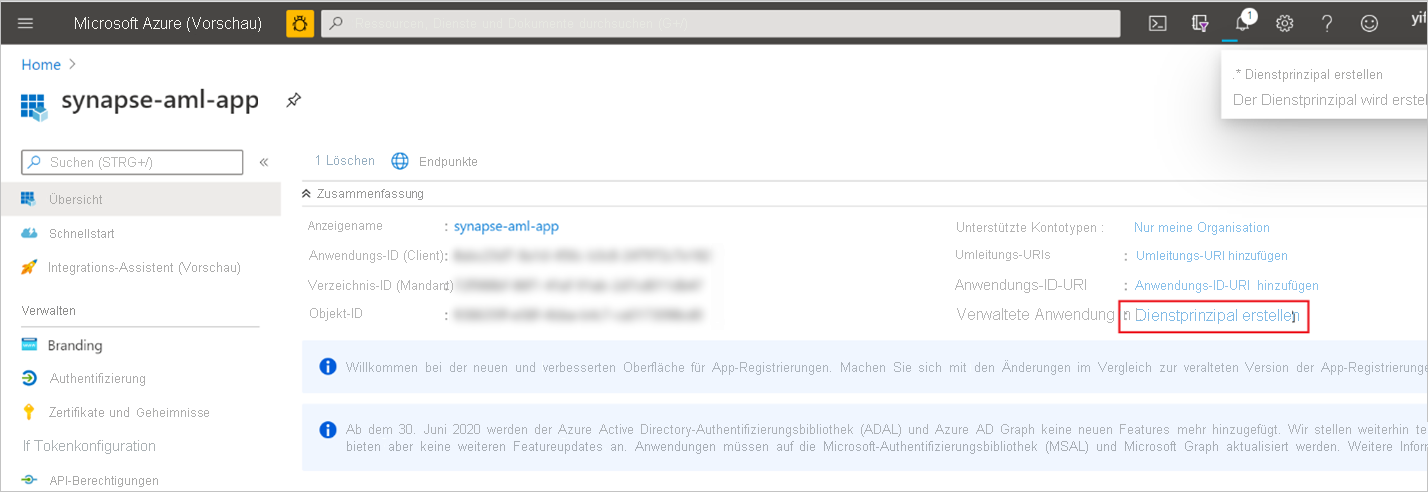 Microsoft Azure (Vorschau)
Ressourcen, Dienste und Dokumente durchsuchen (G+/)
1
yif
Home >
.* Dienstprinzipal erstellen
Der Dienstprinzipal wird erstel
synapse-aml-app
Suchen (STRG+/)
«
1 Löschen
Endpunkte
Zusammenfassung
Übersicht
Schnellstart
Integrations-Assistent (Vorschau)
Verwalten
Branding
Authentifizierung
Zertifikate und Geheimnisse
If Tokenkonfiguration
API-Berechtigungen
Anzeigename : synapse-aml-app
Anwendungs-ID (Client) :
Verzeichnis-ID (Mandant) :
Objekt-ID :
Unterstützte Kontotypen : Nur meine Organisation
Umleitungs-URIs : Umleitungs-URI hinzufügen
Anwendungs-ID-URI : Anwendungs-ID-URI hinzufügen
Verwaltete Anwendung in : Dienstprinzipal erstellen
Willkommen bei der neuen und verbesserten Oberfläche für App-Registrierungen. Machen Sie sich mit den Änderungen im Vergleich zur veralteten Version der App-Registrierunge
Ab dem 30. Juni 2020 werden der Azure Active Directory-Authentifizierungsbibliothek (ADAL) und Azure AD Graph keine neuen Features mehr hinzugefügt. Wir stellen weiterhin te
bieten aber keine weiteren Featureupdates an. Anwendungen müssen auf die Microsoft-Authentifizierungsbibliothek (MSAL) und Microsoft Graph aktualisiert werden. Weitere Infor